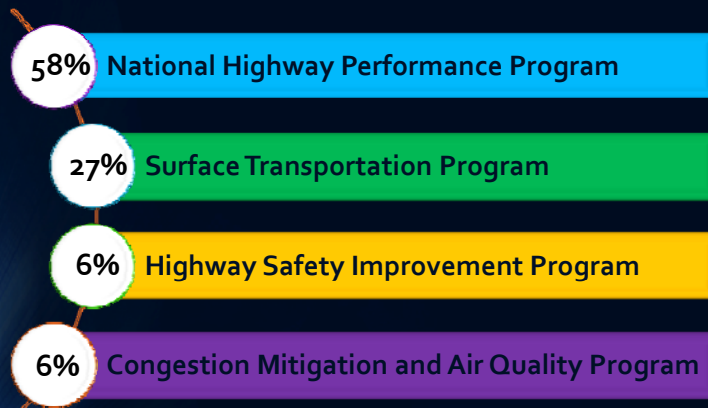 58% National Highway Performance Program
27% Surface Transportation Program
6% Highway Safety Improvement Program
6% Congestion Mitigation and Air Quality Program